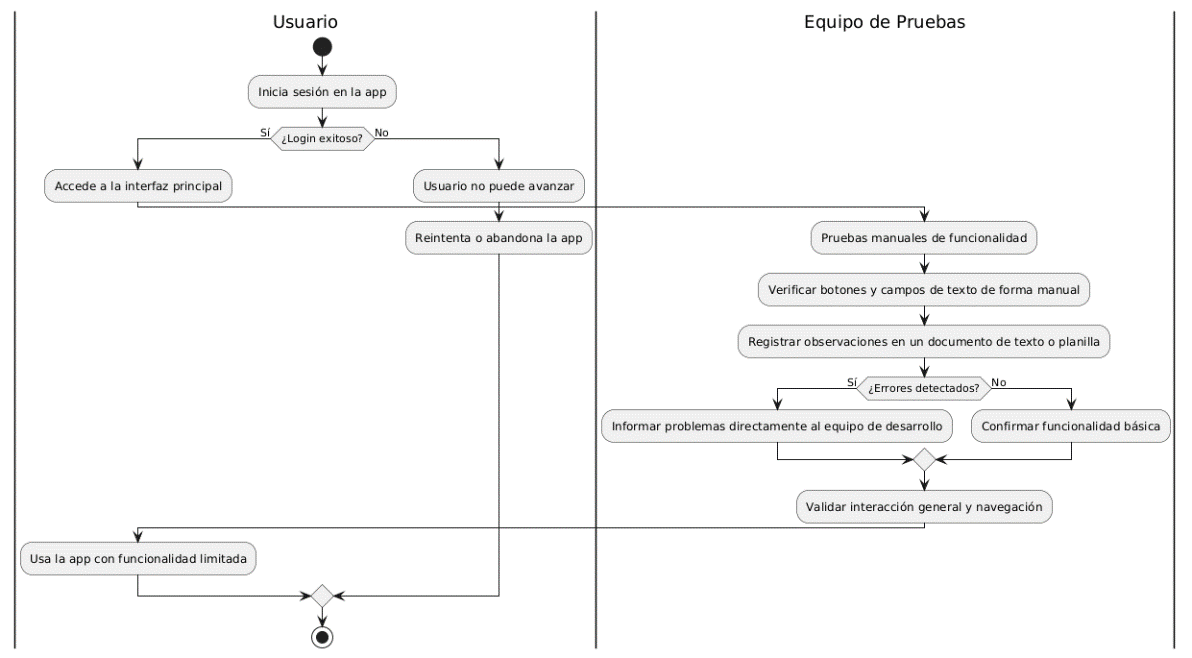 Usuario
Equipo de Pruebas
Inicia sesión en la app
Sí
¿Login exitoso?
No
Accede a la interfaz principal
Usuario no puede avanzar
Reintenta o abandona la app
Pruebas manuales de funcionalidad
Verificar botones y campos de texto de forma manual
Registrar observaciones en un documento de texto o planilla
Sí
¿Errores detectados?
No
Informar problemas directamente al equipo de desarrollo
Confirmar funcionalidad básica
Validar interacción general y navegación
Usa la app con funcionalidad limitada